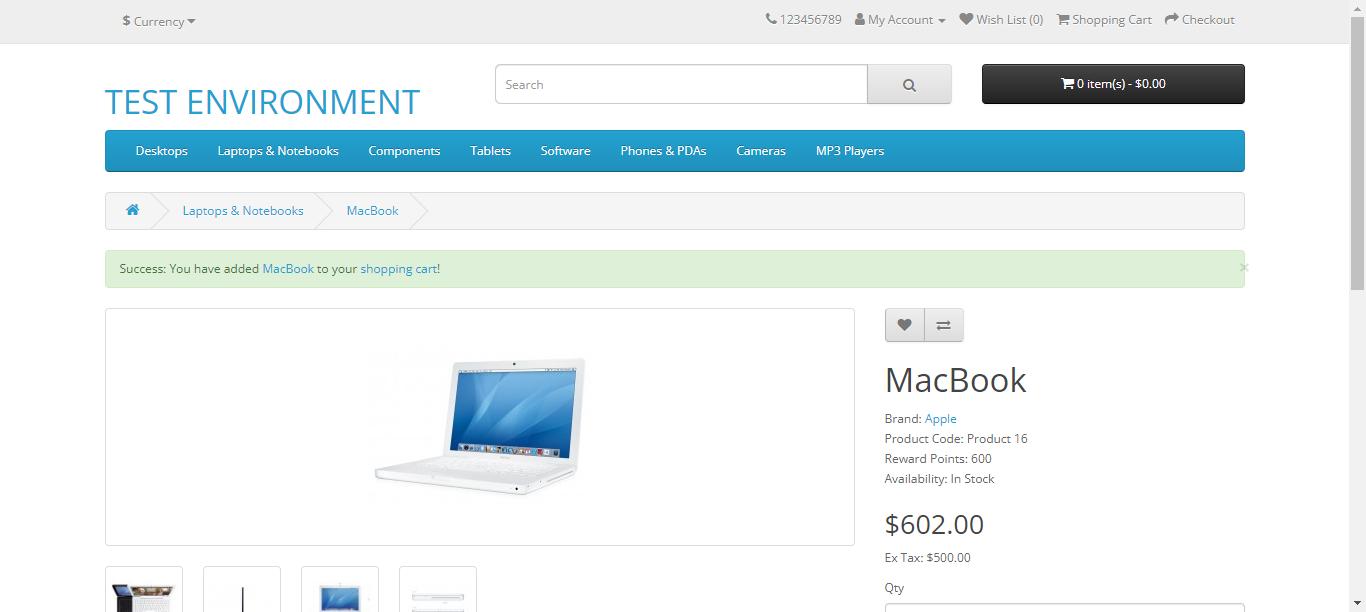 $ Currency
123456789 My Account Wish List (0) Shopping Cart Checkout
TEST ENVIRONMENT
Search
0 item(s) - $0.00
Desktops Laptops & Notebooks Components Tablets Software Phones & PDAs Cameras MP3 Players
Laptops & Notebooks MacBook
Success: You have added MacBook to your shopping cart!
×
MacBook
Brand: Apple
Product Code: Product 16
Reward Points: 600
Availability: In Stock
$602.00
Ex Tax: $500.00
Qty